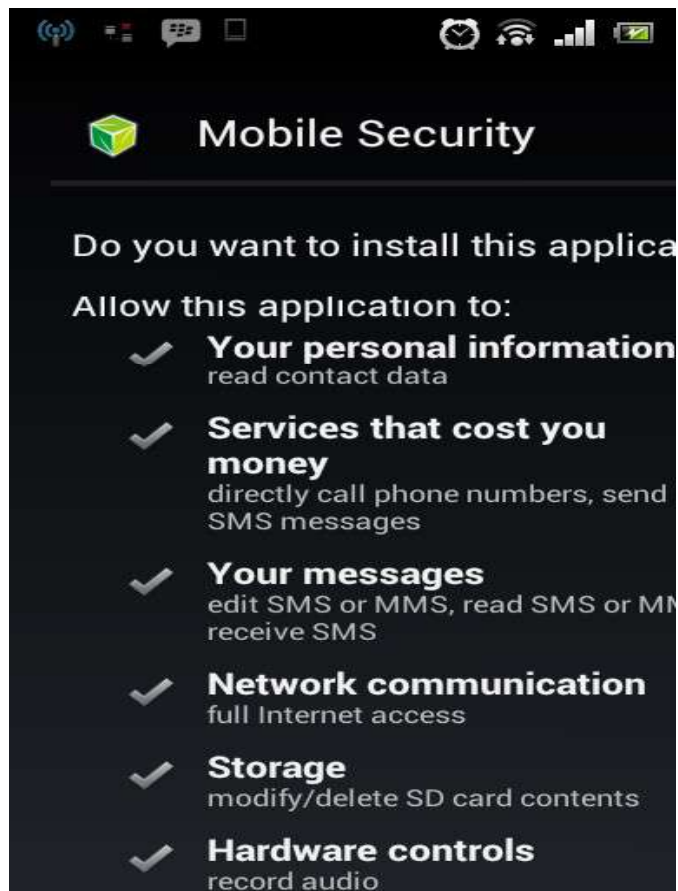 Mobile Security
Do you want to install this applica
Allow this application to:
Your personal information
read contact data
Services that cost you
money
directly call phone numbers, send
SMS messages
Your messages
edit SMS or MMS, read SMS or MM
receive SMS
Network communication
full Internet access
Storage
modify/delete SD card contents
Hardware controls
record audio